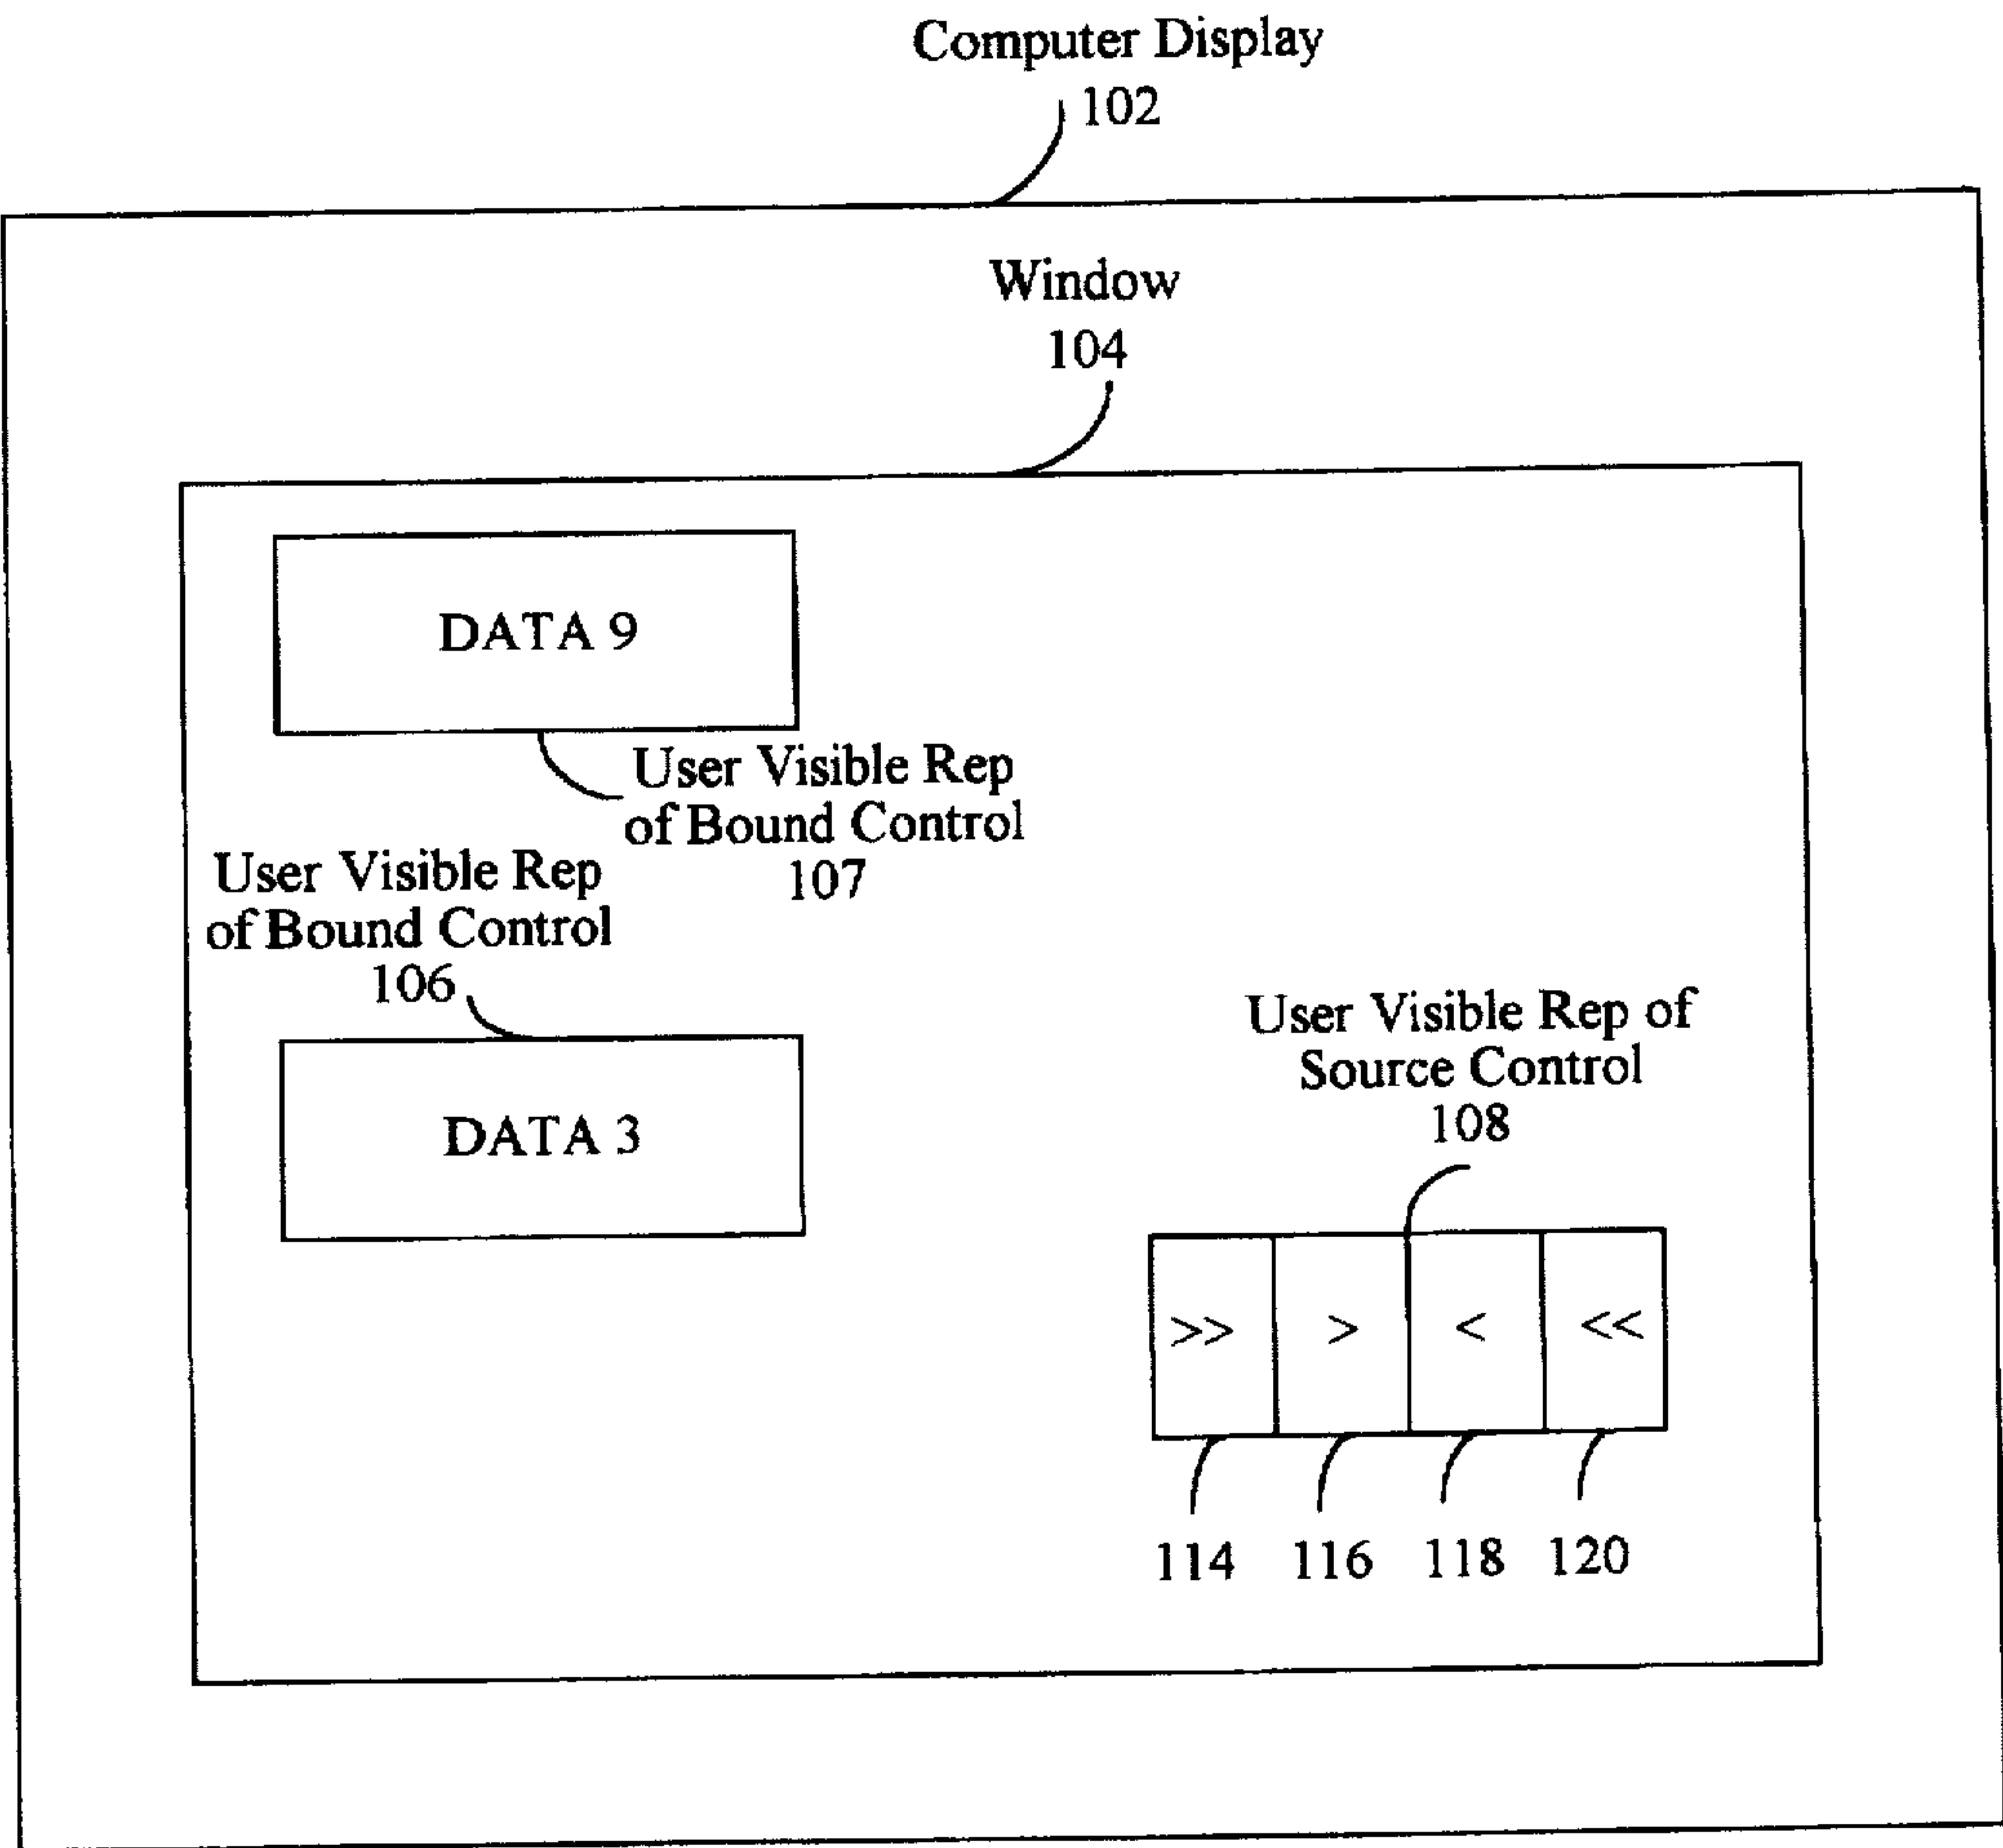 Computer Display
102
Window
104
DATA 9
User Visible Rep
of Bound Control
107
User Visible Rep
of Bound Control
106
DATA 3
User Visible Rep of
Source Control
108
>> > < <<
114 116 118 120